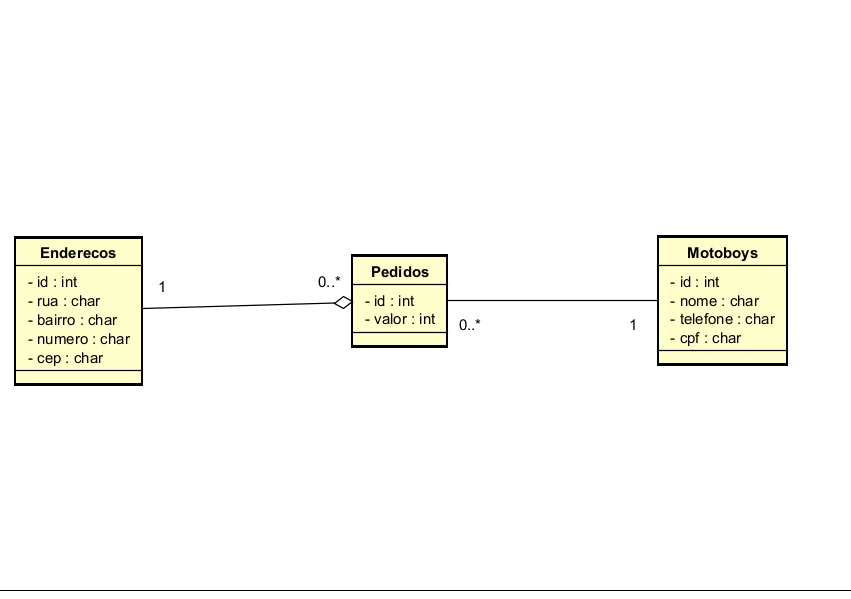 Enderecos
- id : int
- rua : char
- bairro : char
- numero : char
- cep : char
1
0..*
Pedidos
- id : int
- valor : int
0..*
1
Motoboys
- id : int
- nome : char
- telefone : char
- cpf : char